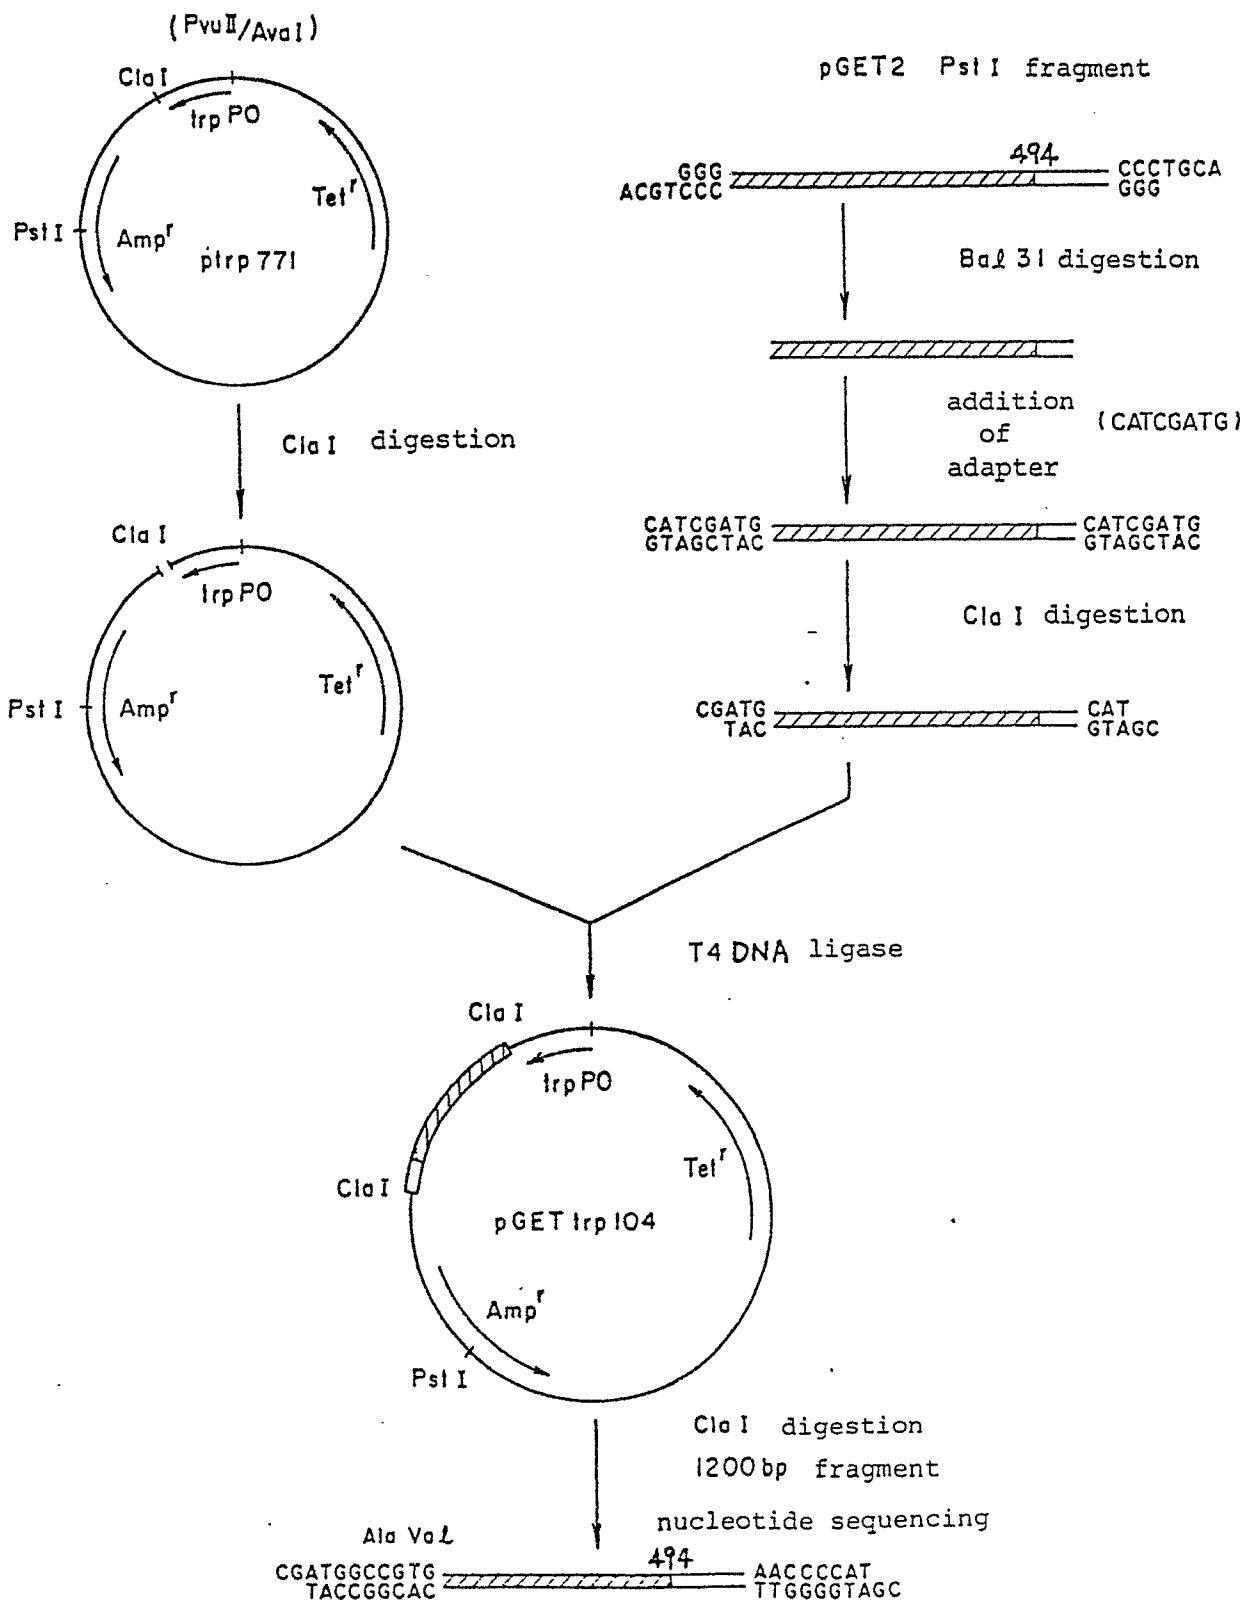 (PvuII/AvaI)
ClaI
trp PO
Tet^r
PstI
Amp^r
ptrp 771
ClaI digestion
ClaI
trp PO
Tet^r
PstI
Amp^r
pGET2 PstI fragment
494
GGG
ACGTCCC
CCCTGCA
GGG
Bal 31 digestion
addition
of
adapter
(CATCGATG)
CATCGATG
GTAGCTAC
CATCGATG
GTAGCTAC
ClaI digestion
CGATG
TAC
CAT
GTAGC
T4 DNA ligase
ClaI
trp PO
Tet^r
ClaI
pGET trp 104
Amp^r
PstI
ClaI digestion
1200 bp fragment
nucleotide sequencing
Ala Val
494
CGATGGCCGTG
TACCGGCAC
AACCCCAT
TTGGGGTAGC